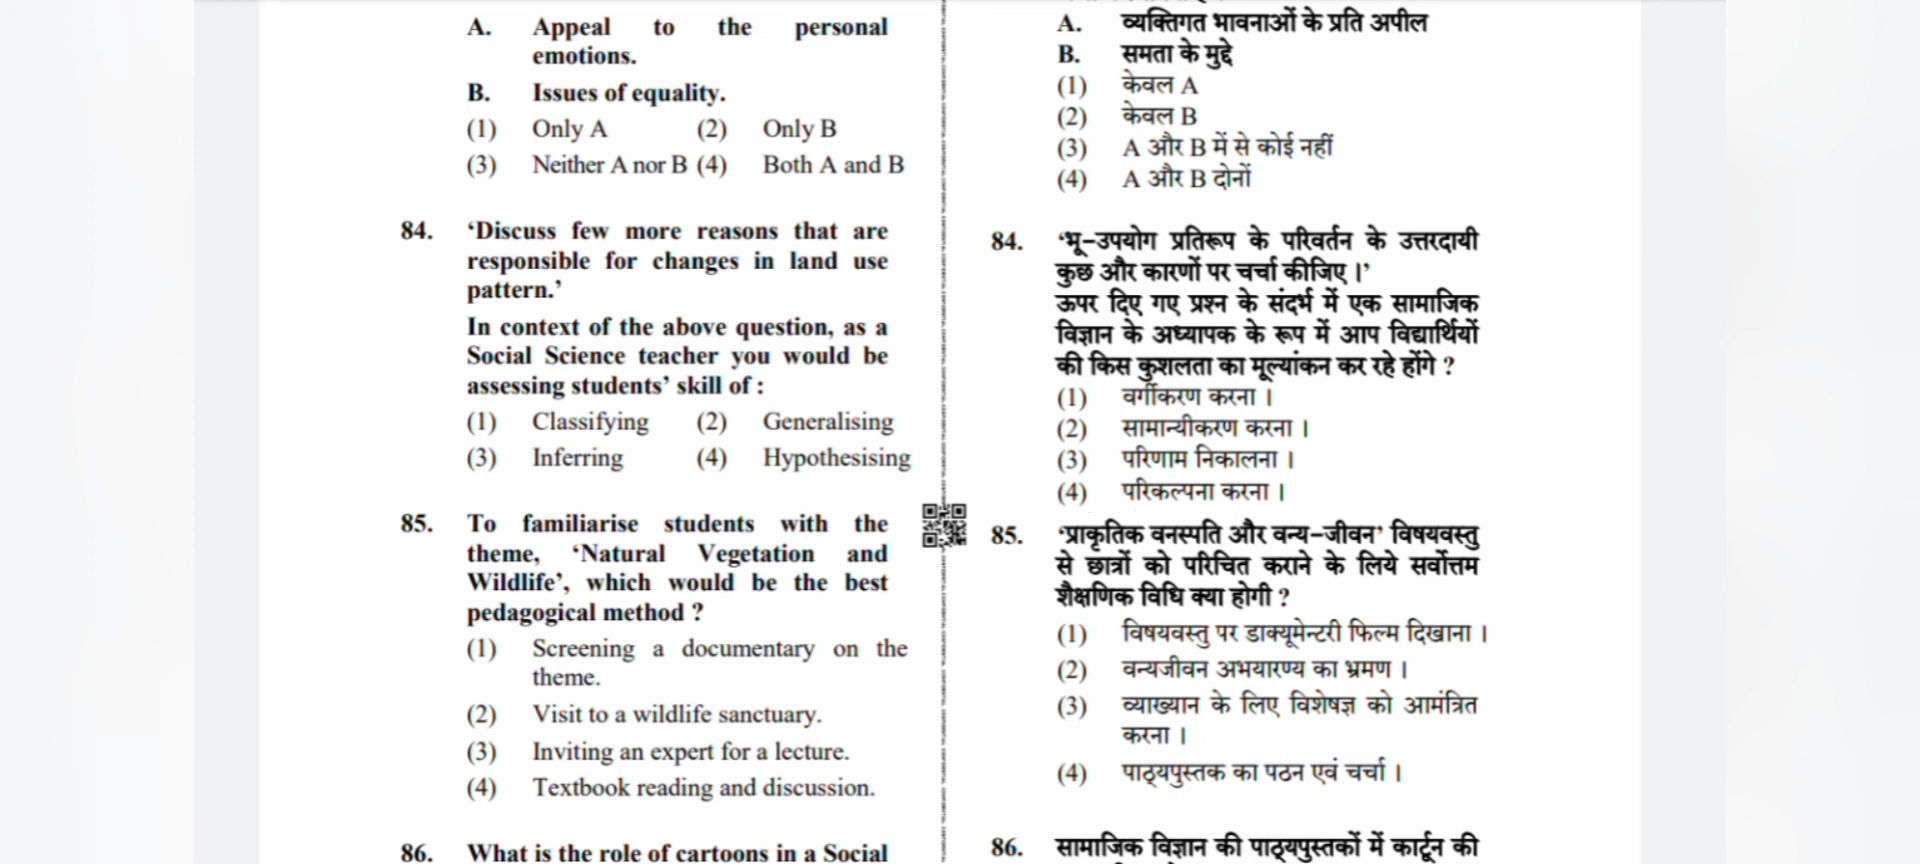 A. Appeal to the personal
emotions.
B. Issues of equality.
(1) Only A (2) Only B
(3) Neither A nor B (4) Both A and B
84. ‘Discuss few more reasons that are
responsible for changes in land use
pattern.’
In context of the above question, as a
Social Science teacher you would be
assessing students’ skill of :
(1) Classifying (2) Generalising
(3) Inferring (4) Hypothesising
85. To familiarise students with the
theme, ‘Natural Vegetation and
Wildlife’, which would be the best
pedagogical method ?
(1) Screening a documentary on the
theme.
(2) Visit to a wildlife sanctuary.
(3) Inviting an expert for a lecture.
(4) Textbook reading and discussion.
86. What is the role of cartoons in a Social
A. व्यक्तिगत भावनाओं के प्रति अपील
B. समता के मुद्दे
(1) केवल A
(2) केवल B
(3) A और B में से कोई नहीं
(4) A और B दोनों
84. ‘भू-उपयोग प्रतिरूप के परिवर्तन के उत्तरदायी
कुछ और कारणों पर चर्चा कीजिए ।’
ऊपर दिए गए प्रश्न के संदर्भ में एक सामाजिक
विज्ञान के अध्यापक के रूप में आप विद्यार्थियों
की किस कुशलता का मूल्यांकन कर रहे होंगे ?
(1) वर्गीकरण करना ।
(2) सामान्यीकरण करना ।
(3) परिणाम निकालना ।
(4) परिकल्पना करना ।
85. ‘प्राकृतिक वनस्पति और वन्य-जीवन’ विषयवस्तु
से छात्रों को परिचित कराने के लिये सर्वोत्तम
शैक्षणिक विधि क्या होगी ?
(1) विषयवस्तु पर डाक्यूमेन्टरी फिल्म दिखाना ।
(2) वन्यजीवन अभयारण्य का भ्रमण ।
(3) व्याख्यान के लिए विशेषज्ञ को आमंत्रित
करना ।
(4) पाठ्यपुस्तक का पठन एवं चर्चा ।
86. सामाजिक विज्ञान की पाठ्यपुस्तकों में कार्टून की